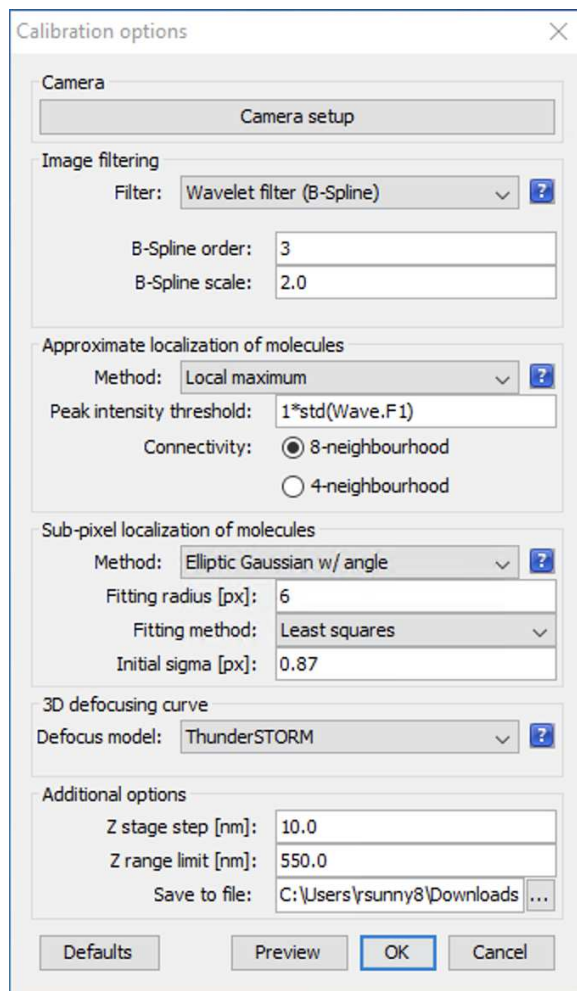 Calibration options
Camera
Camera setup
Image filtering
Filter: Wavelet filter (B-Spline) ?
B-Spline order: 3
B-Spline scale: 2.0
Approximate localization of molecules
Method: Local maximum ?
Peak intensity threshold: 1*std(Wave.F1)
Connectivity: 8-neighbourhood
4-neighbourhood
Sub-pixel localization of molecules
Method: Elliptic Gaussian w/ angle ?
Fitting radius [px]: 6
Fitting method: Least squares
Initial sigma [px]: 0.87
3D defocusing curve
Defocus model: ThunderSTORM ?
Additional options
Z stage step [nm]: 10.0
Z range limit [nm]: 550.0
Save to file: C:\Users\rsunny8\Downloads ...
Defaults Preview OK Cancel